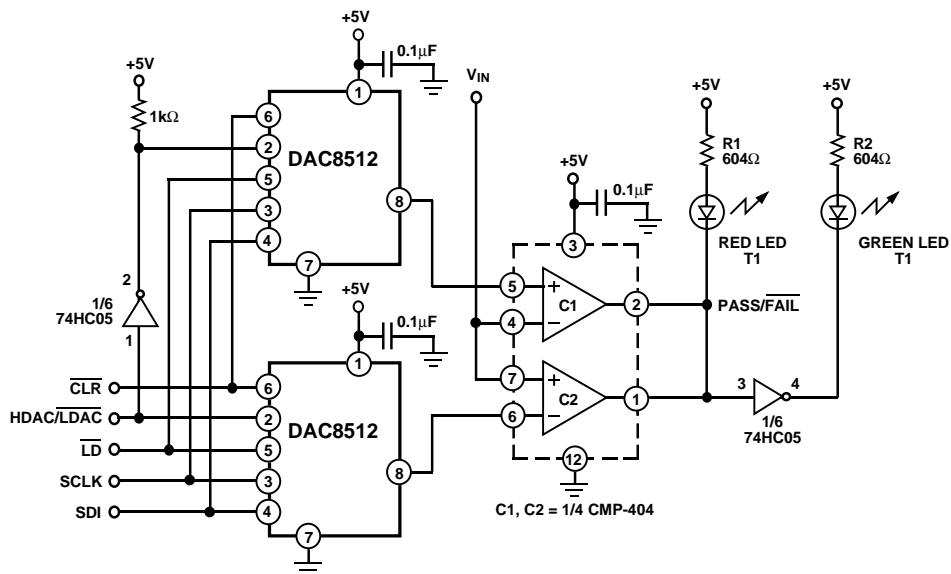 +5V
0.1μF
+5V
1kΩ
1
6
2
5
3
4
DAC8512
8
7
VIN
+5V
0.1μF
3
+5V
R1
604Ω
RED LED
T1
+5V
R2
604Ω
GREEN LED
T1
2
1/6
74HC05
1
+5V
0.1μF
1
6
2
5
3
4
DAC8512
8
7
CLR
HDAC/LDAC
LD
SCLK
SDI
5
+
4
–
C1
2
7
+
6
–
C2
1
12
C1, C2 = 1/4 CMP-404
PASS/FAIL
3
4
1/6
74HC05